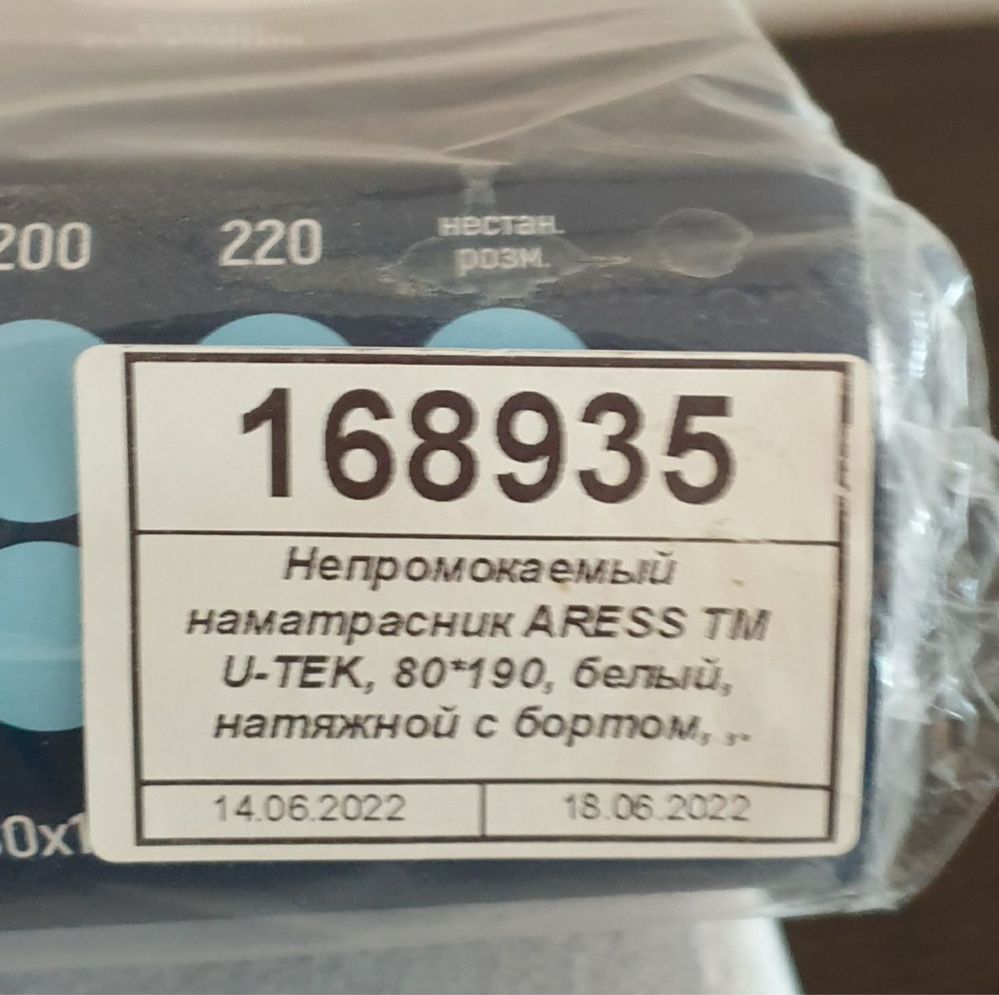 200
220
нестан.
розм.
168935
Непромокаемый
наматрасник ARESS TM
U-TEK, 80*190, белый,
натяжной с бортом, ,.
14.06.2022
18.06.2022
0x1